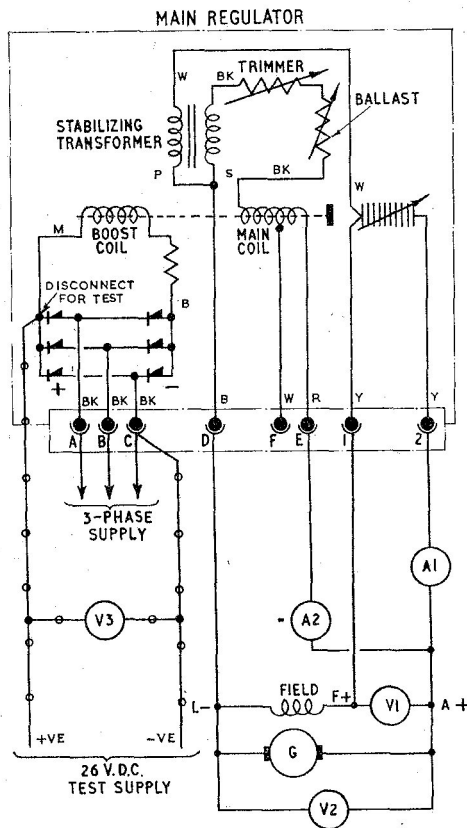 MAIN REGULATOR
W
BK
TRIMMER
BALLAST
STABILIZING
TRANSFORMER
P
S
BK
W
M
BOOST
COIL
MAIN
COIL
DISCONNECT
FOR TEST
B
+
-
BK
BK
BK
B
W
R
Y
Y
A
B
C
D
F
E
1
2
3-PHASE
SUPPLY
A1
V3
- A2
L-
FIELD
F+
V1
A +
G
+VE
-VE
26 V.D.C.
TEST SUPPLY
V2